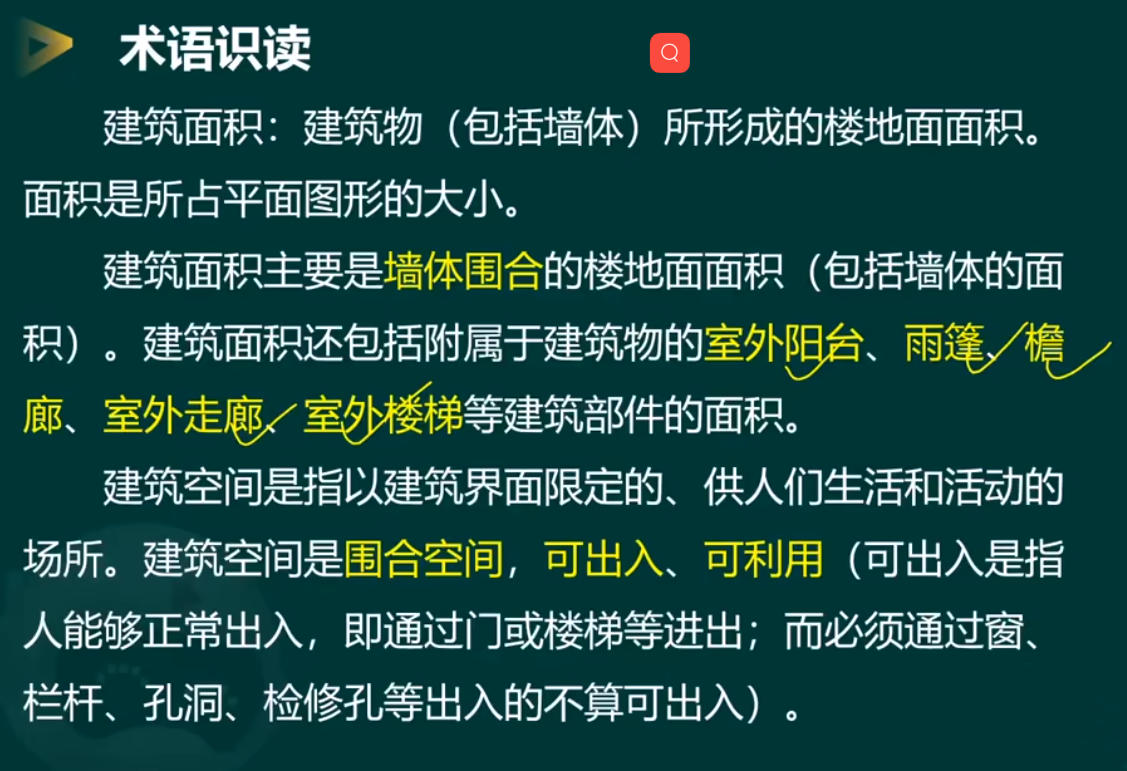 术语识读
建筑面积：建筑物（包括墙体）所形成的楼地面面积。
面积是所占平面图形的大小。
建筑面积主要是墙体围合的楼地面面积（包括墙体的面
积）。建筑面积还包括附属于建筑物的室外阳台、雨篷、檐
廊、室外走廊、室外楼梯等建筑部件的面积。
建筑空间是指以建筑界面限定的、供人们生活和活动的
场所。建筑空间是围合空间，可出入、可利用（可出入是指
人能够正常出入，即通过门或楼梯等进出；而必须通过窗、
栏杆、孔洞、检修孔等出入的不算可出入）。